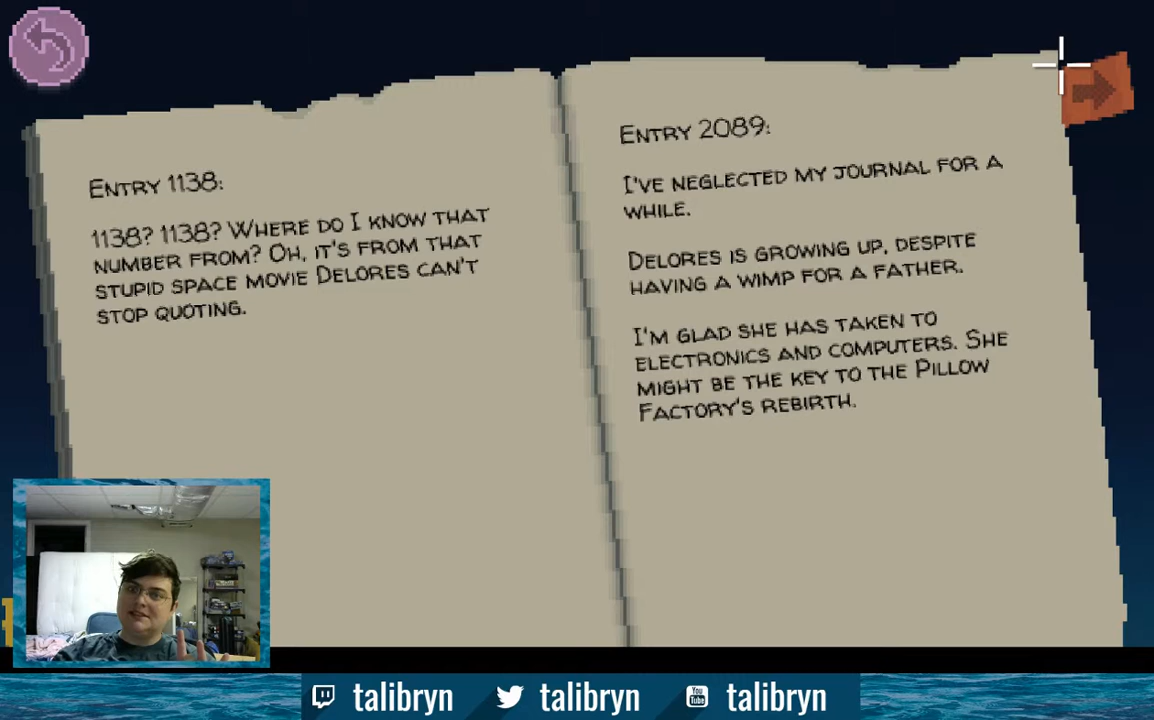 Entry 1138:
1138? 1138? Where do I know that
number from? Oh, it's from that
stupid space movie Delores can't
stop quoting.
Entry 2089:
I've neglected my journal for a
while.
Delores is growing up, despite
having a wimp for a father.
I'm glad she has taken to
electronics and computers. She
might be the key to the Pillow
Factory's rebirth.
talibryn
talibryn
You Tube talibryn